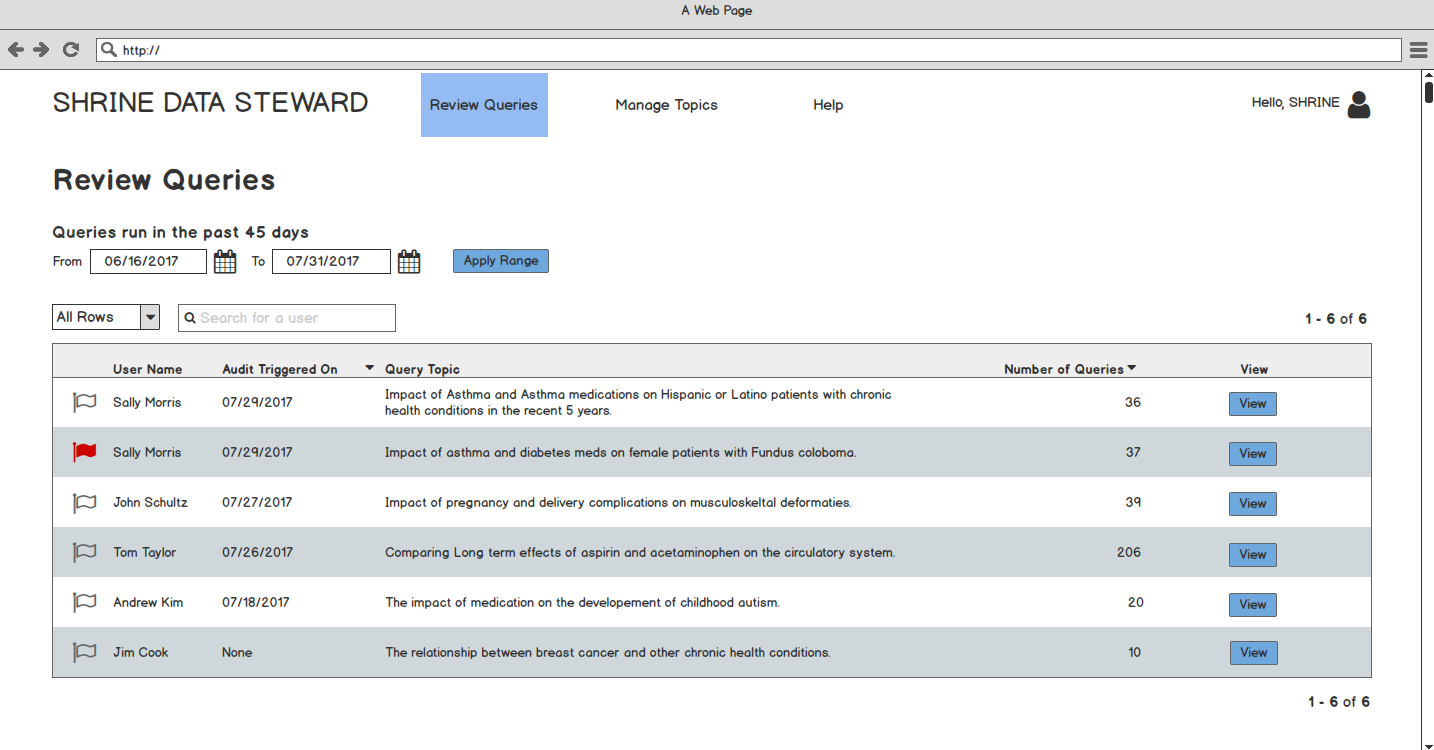 A Web Page
http://
SHRINE DATA STEWARD
Review Queries
Manage Topics
Help
Hello, SHRINE
Review Queries
Queries run in the past 45 days
From 06/16/2017 To 07/31/2017 Apply Range
All Rows Search for a user 1 - 6 of 6
User Name Audit Triggered On Query Topic Number of Queries View
Sally Morris 07/29/2017 Impact of Asthma and Asthma medications on Hispanic or Latino patients with chronic
health conditions in the recent 5 years. 36 View
Sally Morris 07/29/2017 Impact of asthma and diabetes meds on female patients with Fundus coloboma. 37 View
John Schultz 07/27/2017 Impact of pregnancy and delivery complications on musculoskeltal deformaties. 39 View
Tom Taylor 07/26/2017 Comparing Long term effects of aspirin and acetaminophen on the circulatory system. 206 View
Andrew Kim 07/18/2017 The impact of medication on the developement of childhood autism. 20 View
Jim Cook None The relationship between breast cancer and other chronic health conditions. 10 View
1 - 6 of 6